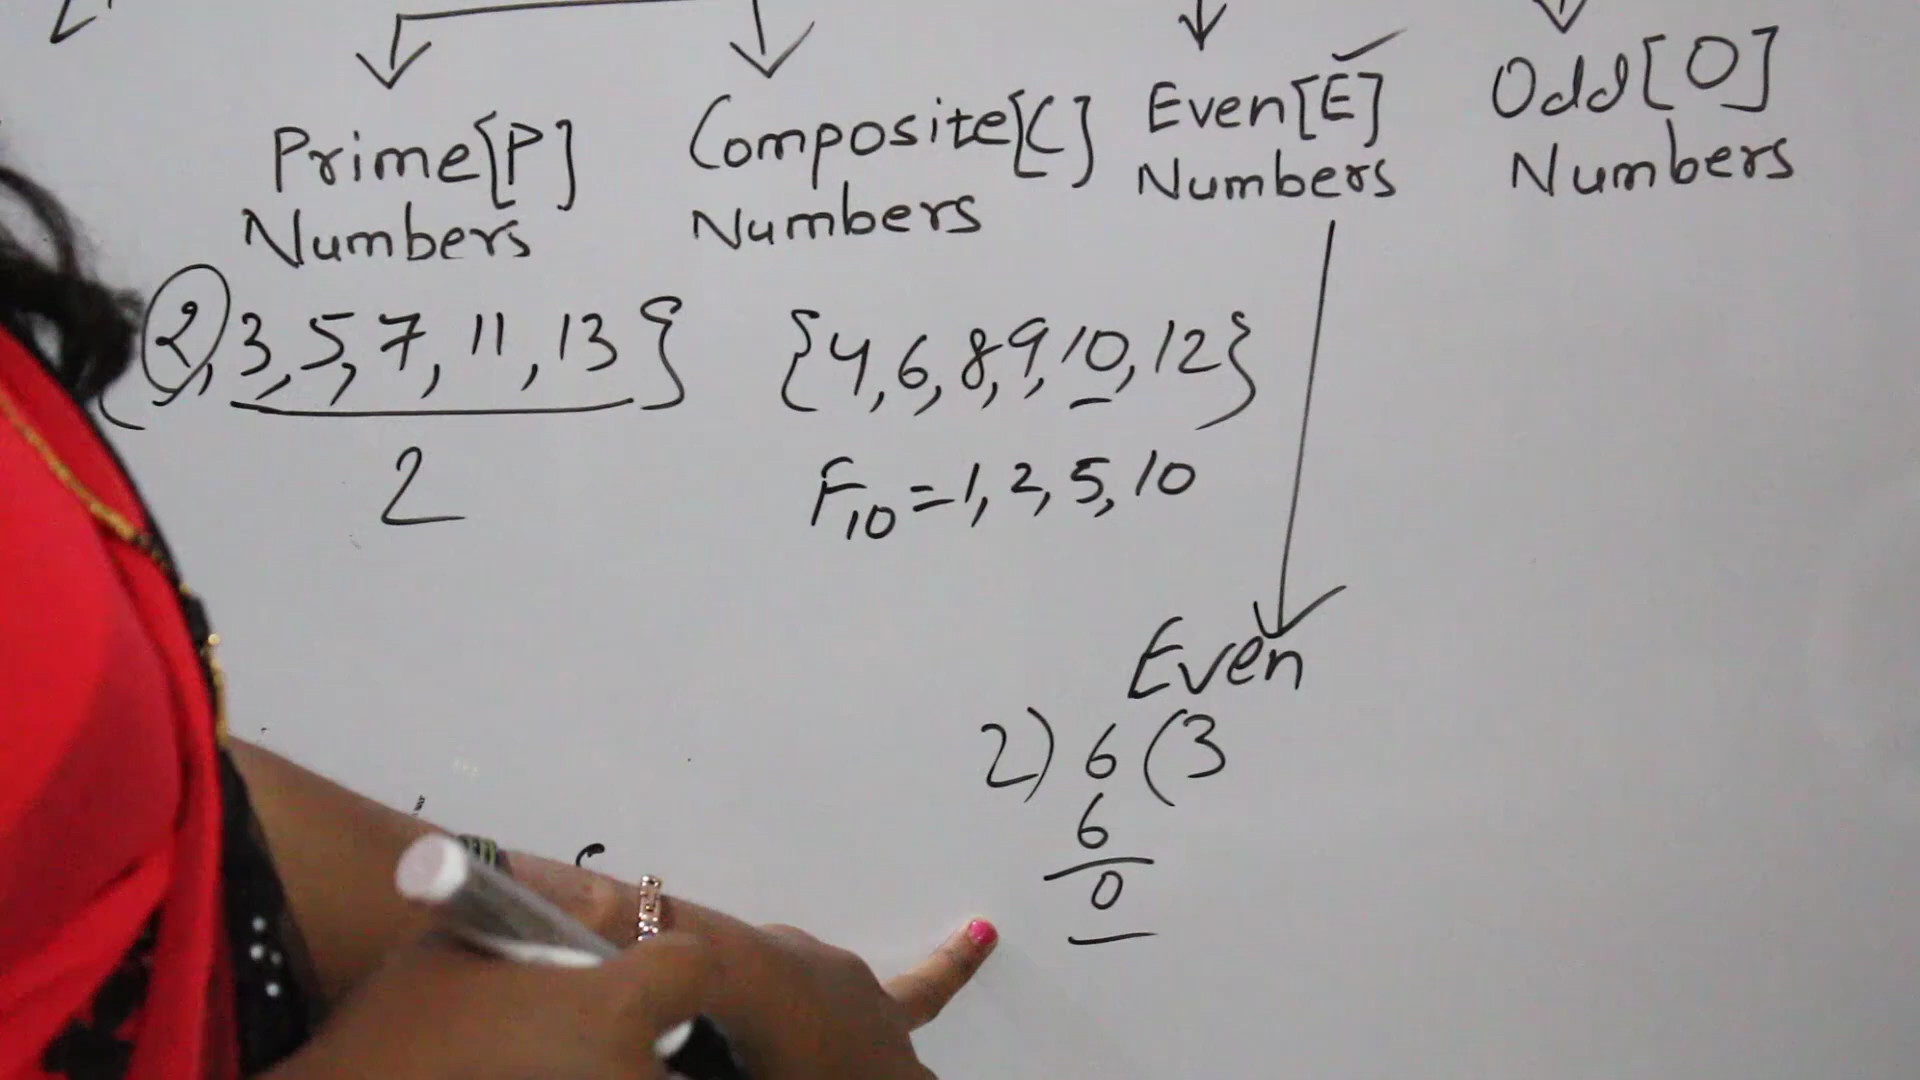 Prime[P] Numbers
Composite[C] Numbers
Even[E] Numbers
Odd[O] Numbers
2, 3, 5, 7, 11, 13}
2
{4, 6, 8, 9, 10, 12}
F10 = 1, 2, 5, 10
Even
2) 6 (3
6
0